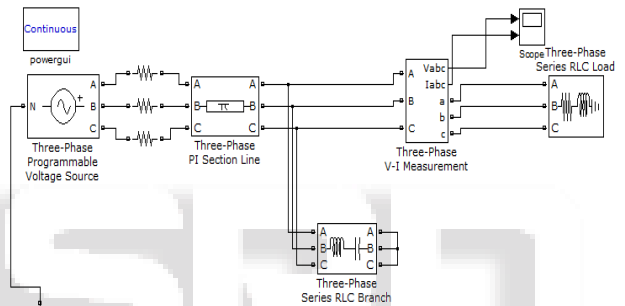 Continuous
powergui
N
+
A
B
C
Three-Phase
Programmable
Voltage Source
A
B
C
π
A
B
C
Three-Phase
PI Section Line
A
B
C
Vabc
Iabc
a
b
c
Three-Phase
V-I Measurement
Scope
Three-Phase
Series RLC Load
A
B
C
A
B
C
A
B
C
Three-Phase
Series RLC Branch